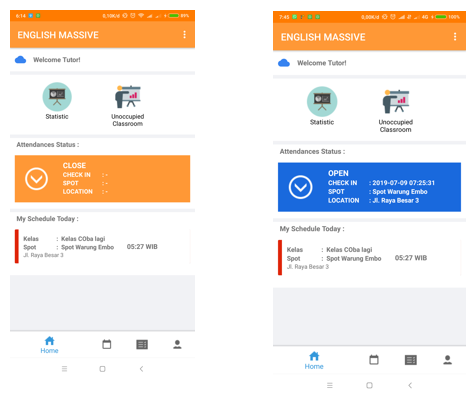 6:14 0,10K/d 89%
ENGLISH MASSIVE
Welcome Tutor!
Statistic
Unoccupied
Classroom
Attendances Status :
CLOSE
CHECK IN : -
SPOT : -
LOCATION : -
My Schedule Today :
Kelas : Kelas COba lagi
Spot : Spot Warung Embo 05:27 WIB
Jl. Raya Besar 3
Home
7:45 0,00K/d 4G 100%
ENGLISH MASSIVE
Welcome Tutor!
Statistic
Unoccupied
Classroom
Attendances Status :
OPEN
CHECK IN : 2019-07-09 07:25:31
SPOT : Spot Warung Embo
LOCATION : Jl. Raya Besar 3
My Schedule Today :
Kelas : Kelas COba lagi
Spot : Spot Warung Embo 05:27 WIB
Jl. Raya Besar 3
Home